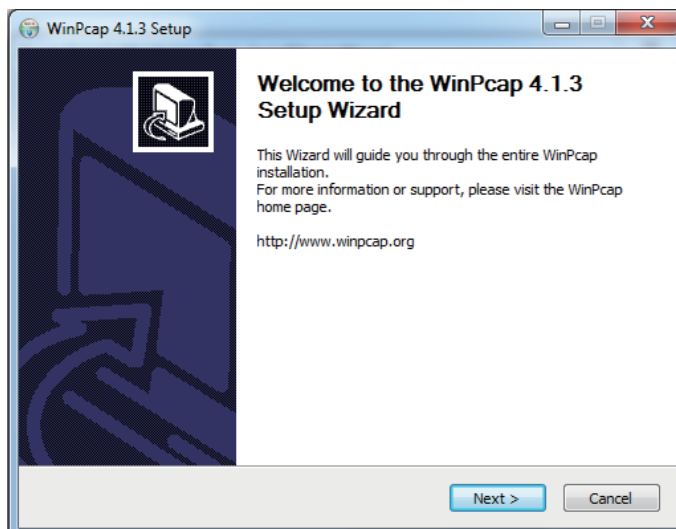 WinPcap 4.1.3 Setup
Welcome to the WinPcap 4.1.3
Setup Wizard
This Wizard will guide you through the entire WinPcap
installation.
For more information or support, please visit the WinPcap
home page.
http://www.winpcap.org
Next >
Cancel